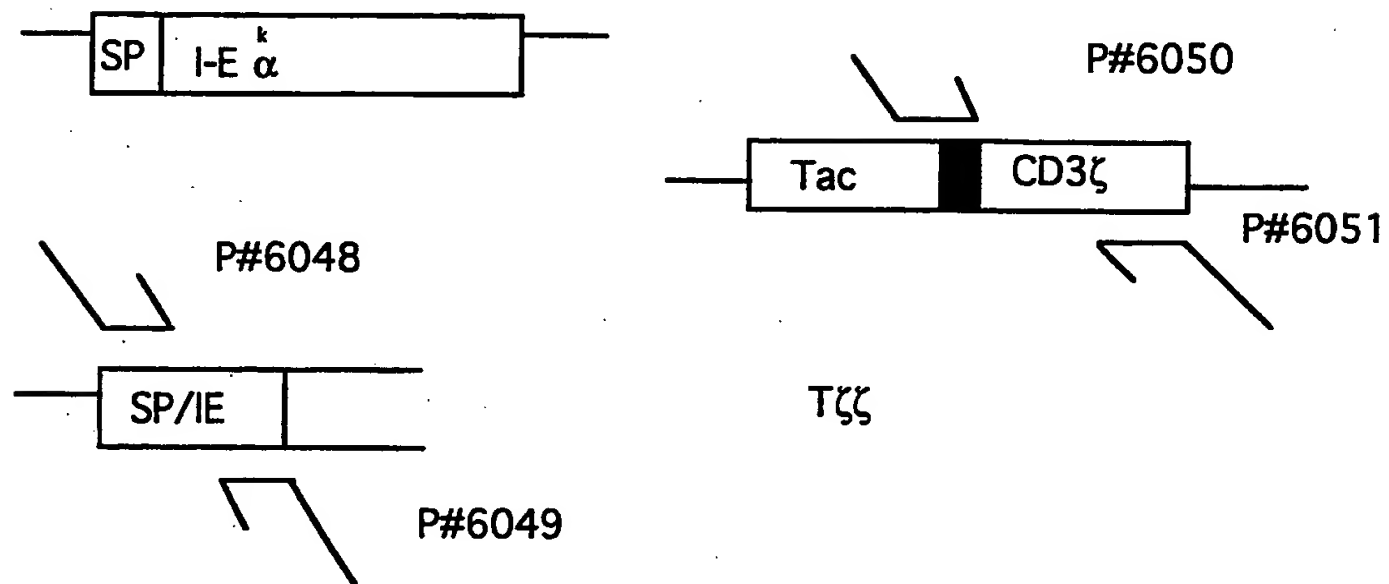 SP I-E k α
P#6050
Tac CD3ζ
P#6051
P#6048
SP/IE
Tζζ
P#6049